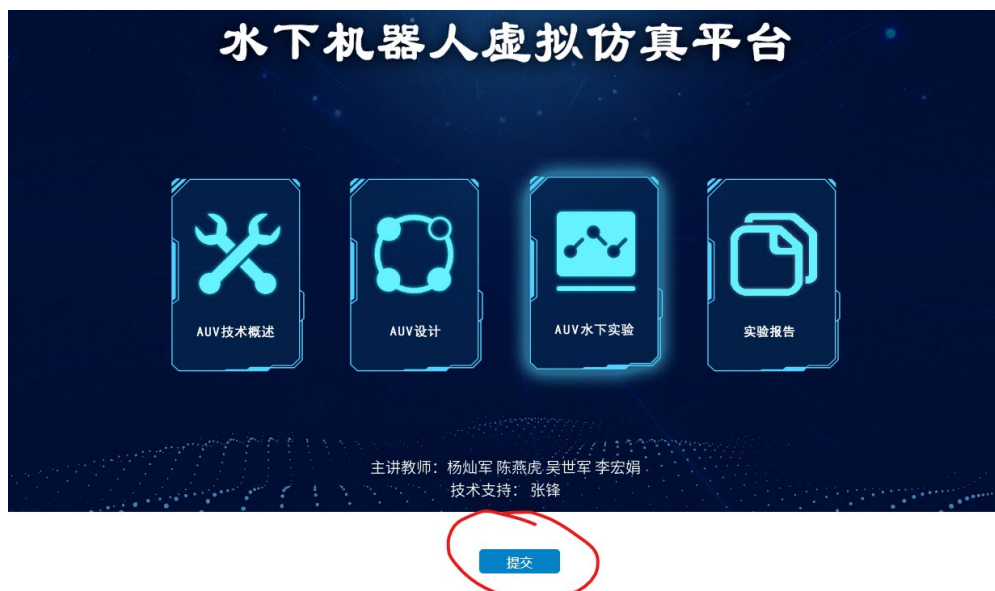 水下机器人虚拟仿真平台
AUV技术概述
AUV设计
AUV水下实验
实验报告
主讲教师：杨灿军 陈燕虎 吴世军 李宏娟
技术支持： 张锋
提交